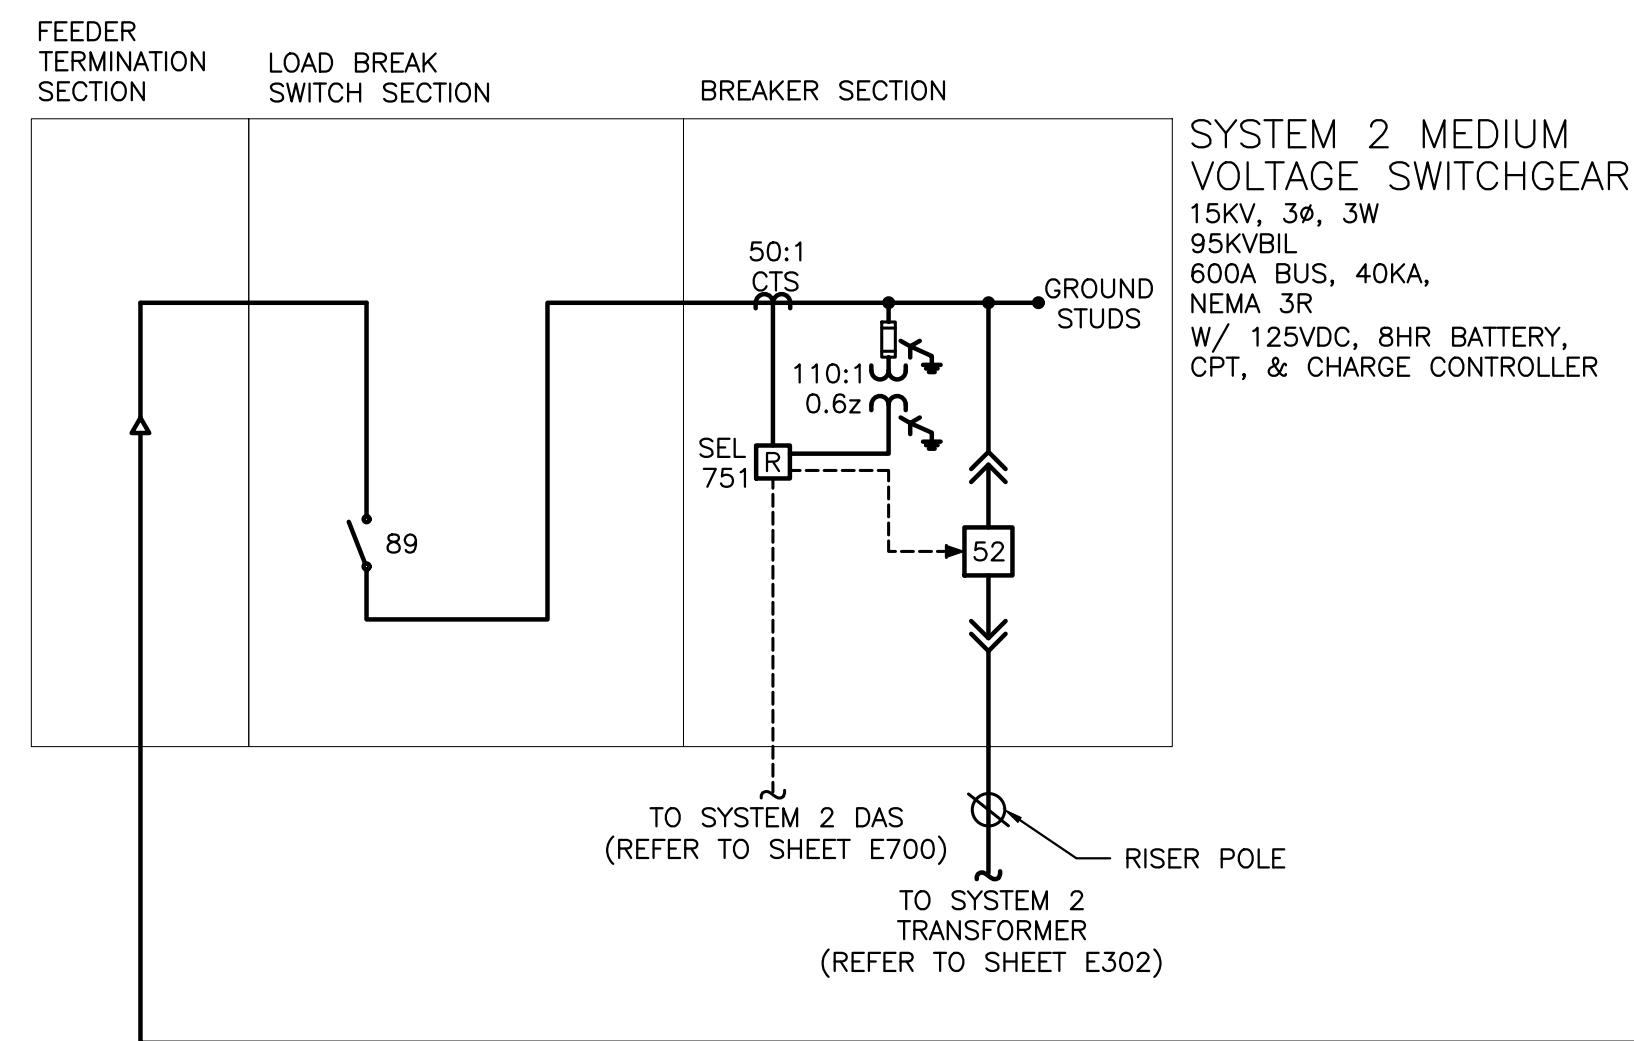 FEEDER
TERMINATION
SECTION
LOAD BREAK
SWITCH SECTION
BREAKER SECTION
SYSTEM 2 MEDIUM
VOLTAGE SWITCHGEAR
15KV, 3ø, 3W
95KVBIL
600A BUS, 40KA,
NEMA 3R
W/ 125VDC, 8HR BATTERY,
CPT, & CHARGE CONTROLLER
50:1
CTS
GROUND
STUDS
110:1
0.6z
SEL
751
R
89
52
TO SYSTEM 2 DAS
(REFER TO SHEET E700)
RISER POLE
TO SYSTEM 2
TRANSFORMER
(REFER TO SHEET E302)